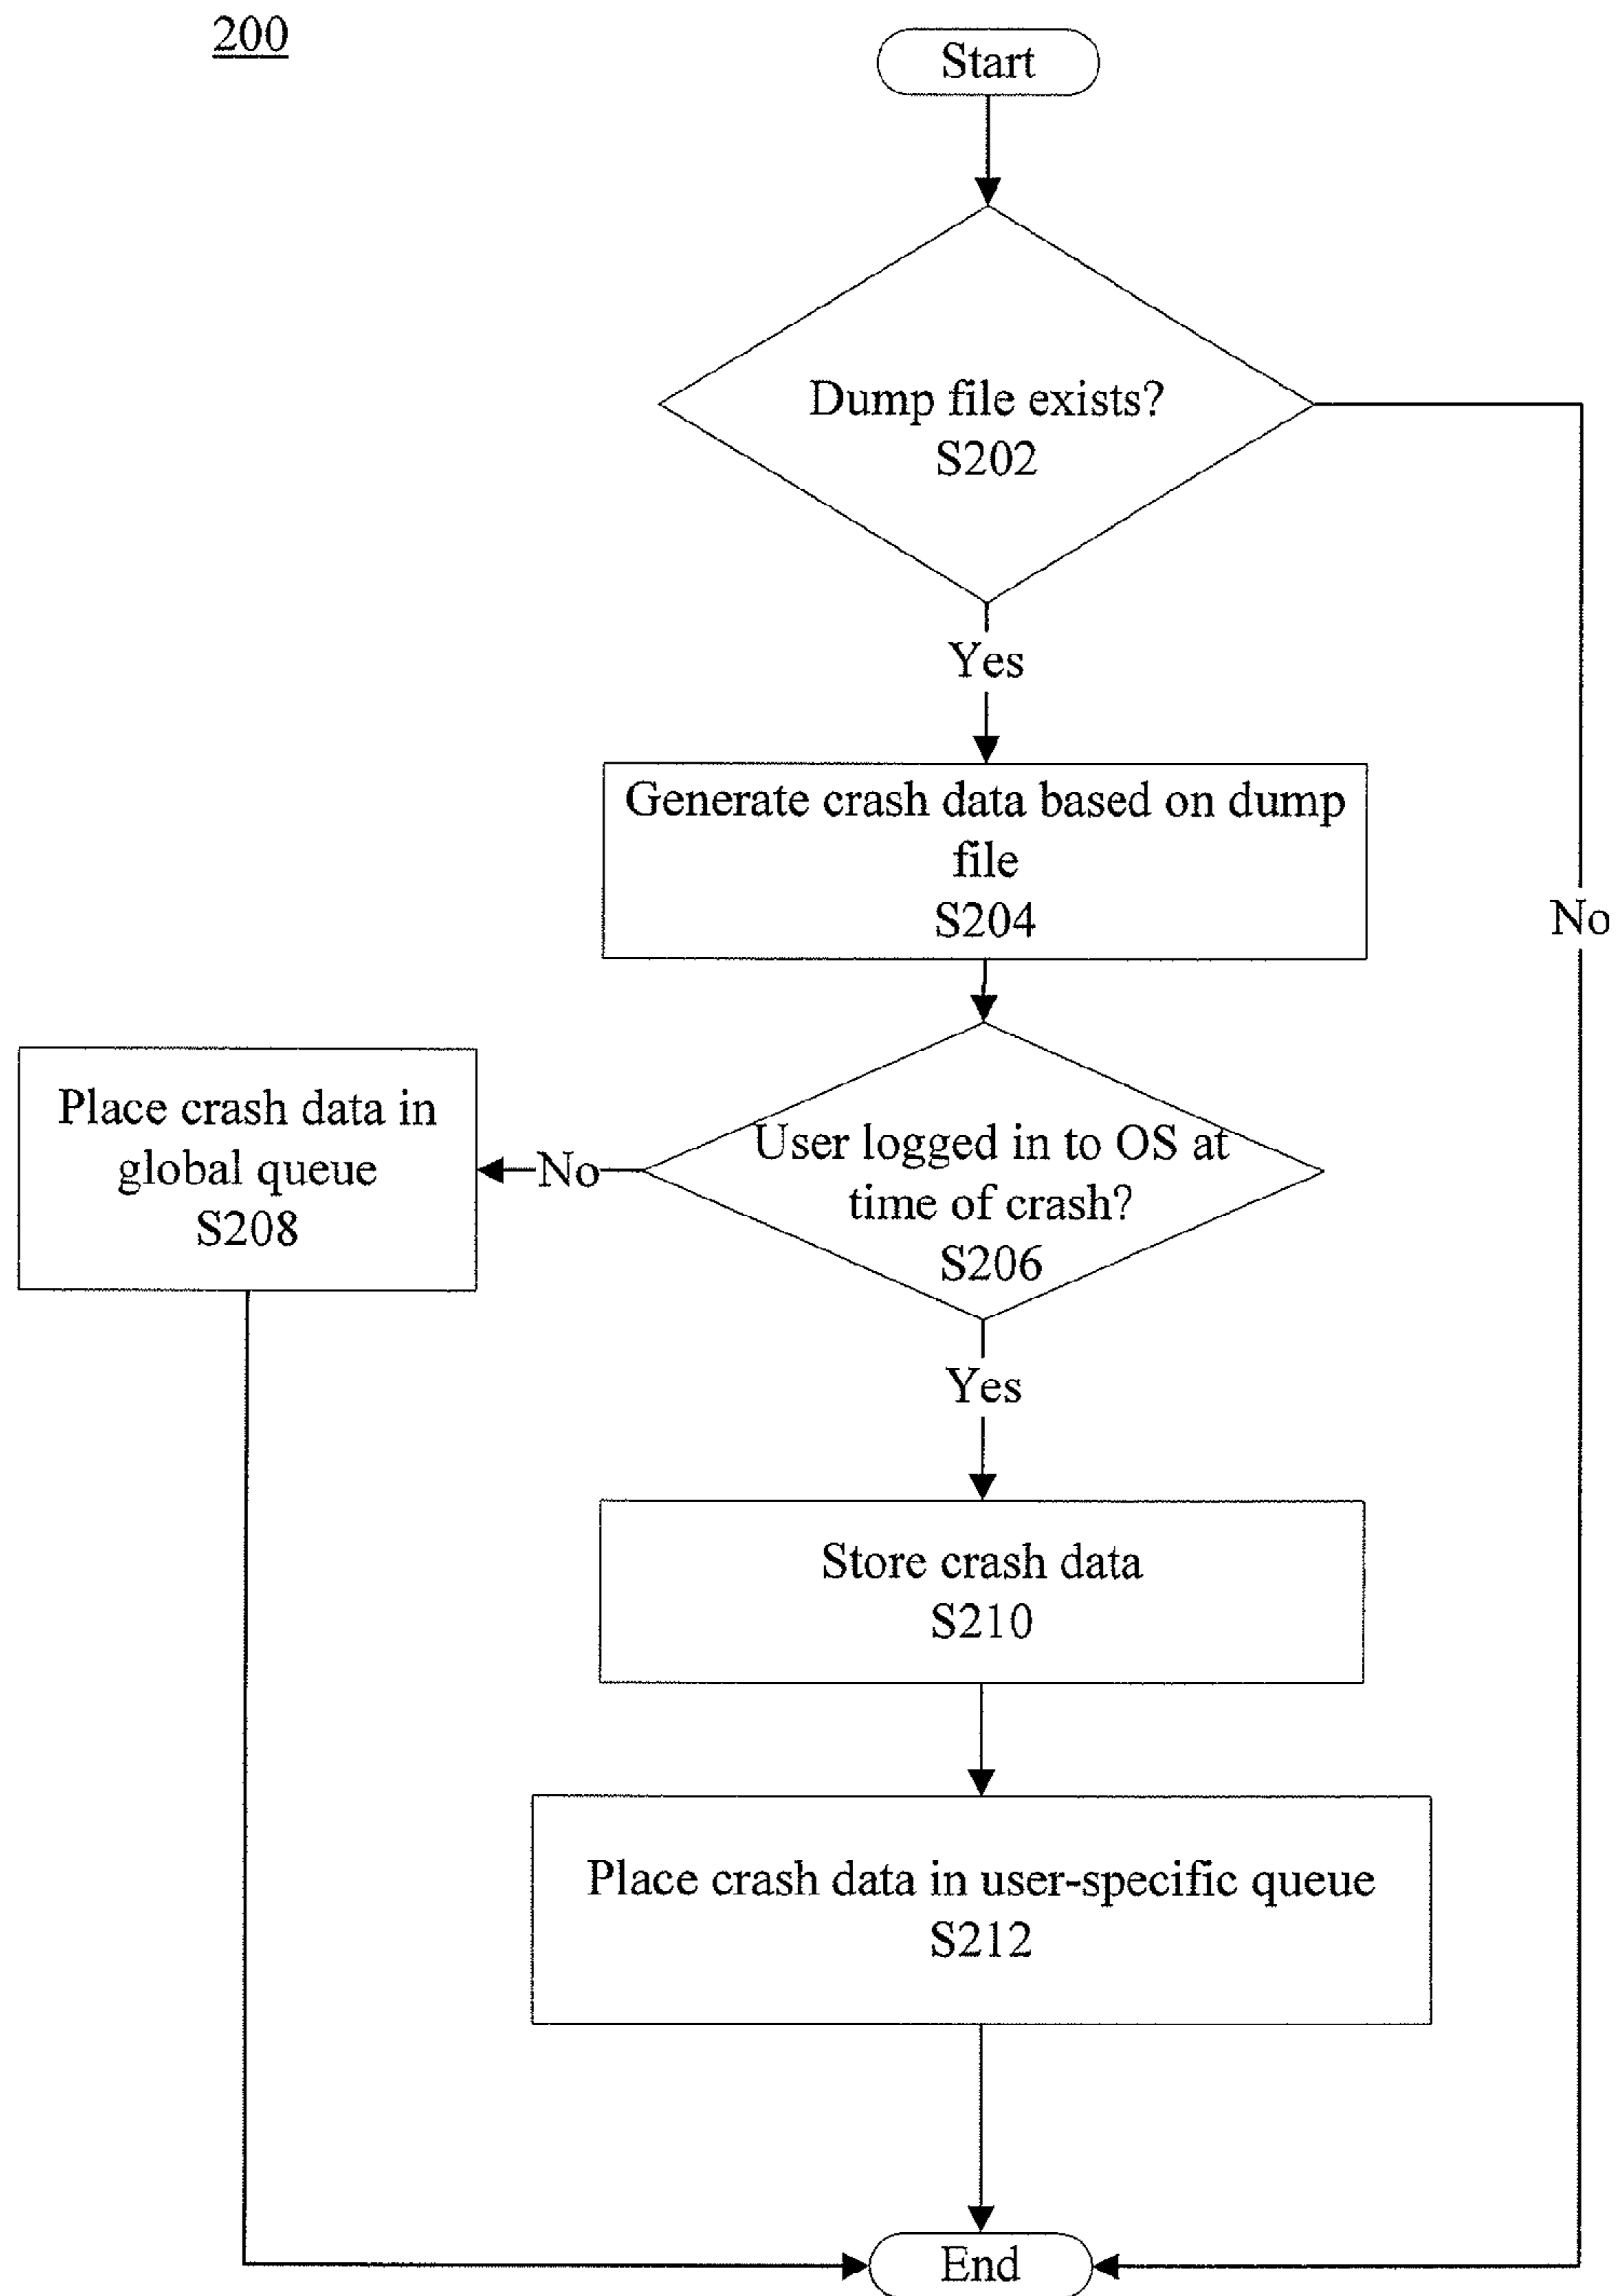 200
Start
Dump file exists?
S202
Yes
Generate crash data based on dump
file
S204
No
Place crash data in
global queue
S208
No
User logged in to OS at
time of crash?
S206
Yes
Store crash data
S210
Place crash data in user-specific queue
S212
End